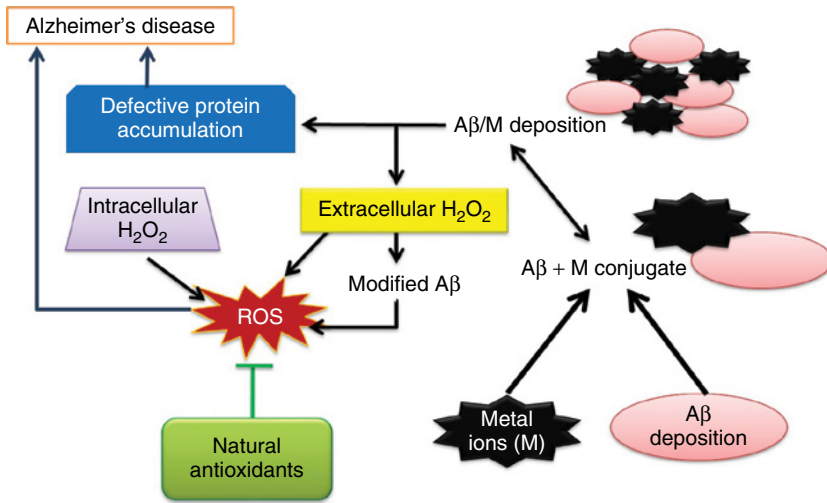 Alzheimer's disease
Defective protein
accumulation
Aβ/M deposition
Intracellular
H₂O₂
Extracellular H₂O₂
Modified Aβ
Aβ + M conjugate
ROS
Metal
ions (M)
Aβ
deposition
Natural
antioxidants